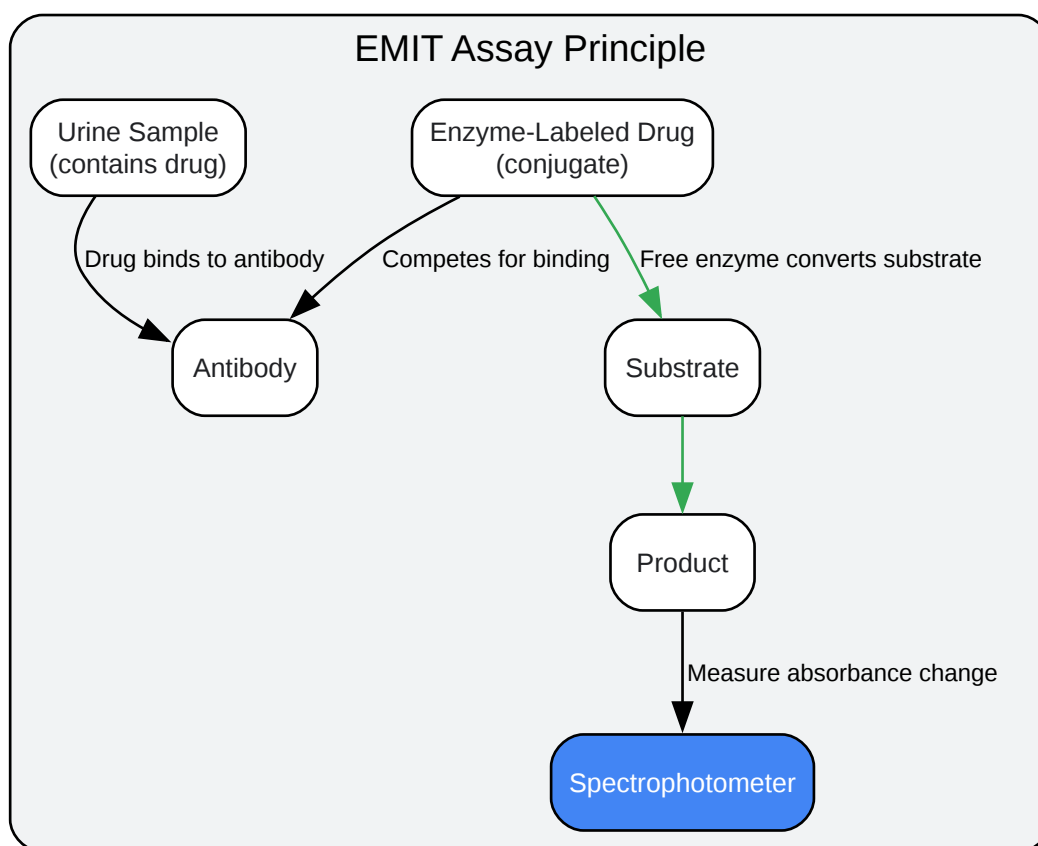 EMIT Assay Principle
Urine Sample
(contains drug)
Enzyme-Labeled Drug
(conjugate)
Drug binds to antibody
Competes for binding
Free enzyme converts substrate
Antibody
Substrate
Product
Measure absorbance change
Spectrophotometer